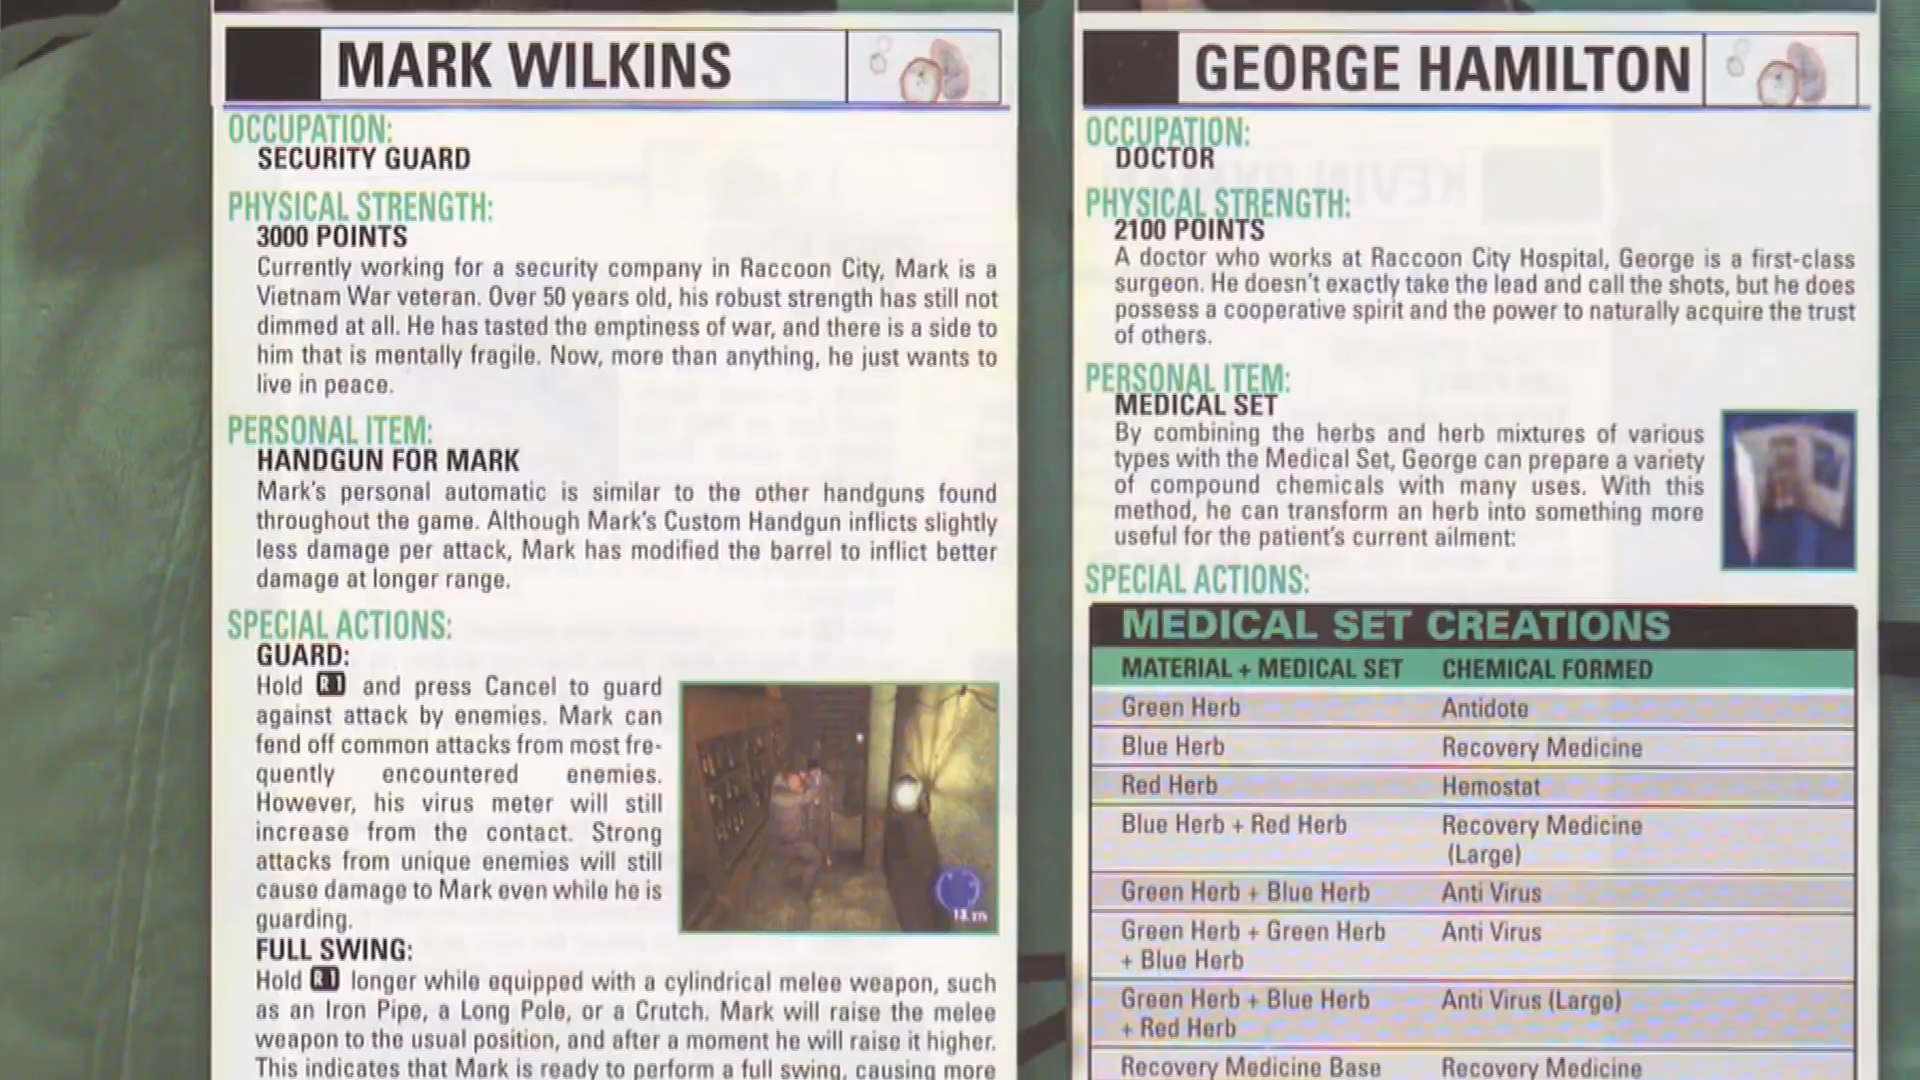 MARK WILKINS
OCCUPATION:
SECURITY GUARD
PHYSICAL STRENGTH:
3000 POINTS
Currently working for a security company in Raccoon City, Mark is a
Vietnam War veteran. Over 50 years old, his robust strength has still not
dimmed at all. He has tasted the emptiness of war, and there is a side to
him that is mentally fragile. Now, more than anything, he just wants to
live in peace.
PERSONAL ITEM:
HANDGUN FOR MARK
Mark's personal automatic is similar to the other handguns found
throughout the game. Although Mark's Custom Handgun inflicts slightly
less damage per attack, Mark has modified the barrel to inflict better
damage at longer range.
SPECIAL ACTIONS:
GUARD:
Hold R1 and press Cancel to guard
against attack by enemies. Mark can
fend off common attacks from most fre-
quently encountered enemies.
However, his virus meter will still
increase from the contact. Strong
attacks from unique enemies will still
cause damage to Mark even while he is
guarding.
FULL SWING:
Hold R1 longer while equipped with a cylindrical melee weapon, such
as an Iron Pipe, a Long Pole, or a Crutch. Mark will raise the melee
weapon to the usual position, and after a moment he will raise it higher.
This indicates that Mark is ready to perform a full swing, causing more
GEORGE HAMILTON
OCCUPATION:
DOCTOR
PHYSICAL STRENGTH:
2100 POINTS
A doctor who works at Raccoon City Hospital, George is a first-class
surgeon. He doesn't exactly take the lead and call the shots, but he does
possess a cooperative spirit and the power to naturally acquire the trust
of others.
PERSONAL ITEM:
MEDICAL SET
By combining the herbs and herb mixtures of various
types with the Medical Set, George can prepare a variety
of compound chemicals with many uses. With this
method, he can transform an herb into something more
useful for the patient's current ailment:
SPECIAL ACTIONS:
MEDICAL SET CREATIONS
MATERIAL + MEDICAL SET CHEMICAL FORMED
Green Herb Antidote
Blue Herb Recovery Medicine
Red Herb Hemostat
Blue Herb + Red Herb Recovery Medicine
(Large)
Green Herb + Blue Herb Anti Virus
Green Herb + Green Herb Anti Virus
+ Blue Herb
Green Herb + Blue Herb Anti Virus (Large)
+ Red Herb
Recovery Medicine Base Recovery Medicine